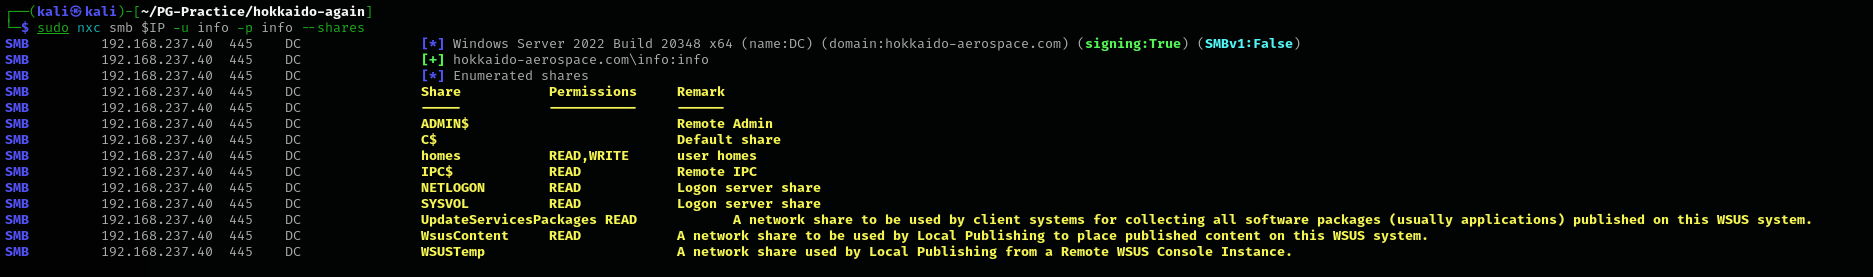 ┌──(kali㉿kali)-[~/PG-Practice/hokkaido-again]
└─$ sudo nxc smb $IP -u info -p info --shares
SMB         192.168.237.40  445    DC               [*] Windows Server 2022 Build 20348 x64 (name:DC) (domain:hokkaido-aerospace.com) (signing:True) (SMBv1:False)
SMB         192.168.237.40  445    DC               [+] hokkaido-aerospace.com\info:info
SMB         192.168.237.40  445    DC               [*] Enumerated shares
SMB         192.168.237.40  445    DC               Share           Permissions     Remark
SMB         192.168.237.40  445    DC               -----           -----------     ------
SMB         192.168.237.40  445    DC               ADMIN$                          Remote Admin
SMB         192.168.237.40  445    DC               C$                              Default share
SMB         192.168.237.40  445    DC               homes           READ,WRITE      user homes
SMB         192.168.237.40  445    DC               IPC$            READ            Remote IPC
SMB         192.168.237.40  445    DC               NETLOGON        READ            Logon server share
SMB         192.168.237.40  445    DC               SYSVOL          READ            Logon server share
SMB         192.168.237.40  445    DC               UpdateServicesPackages READ            A network share to be used by client systems for collecting all software packages (usually applications) published on this WSUS system.
SMB         192.168.237.40  445    DC               WsusContent     READ            A network share to be used by Local Publishing to place published content on this WSUS system.
SMB         192.168.237.40  445    DC               WSUSTemp                        A network share used by Local Publishing from a Remote WSUS Console Instance.